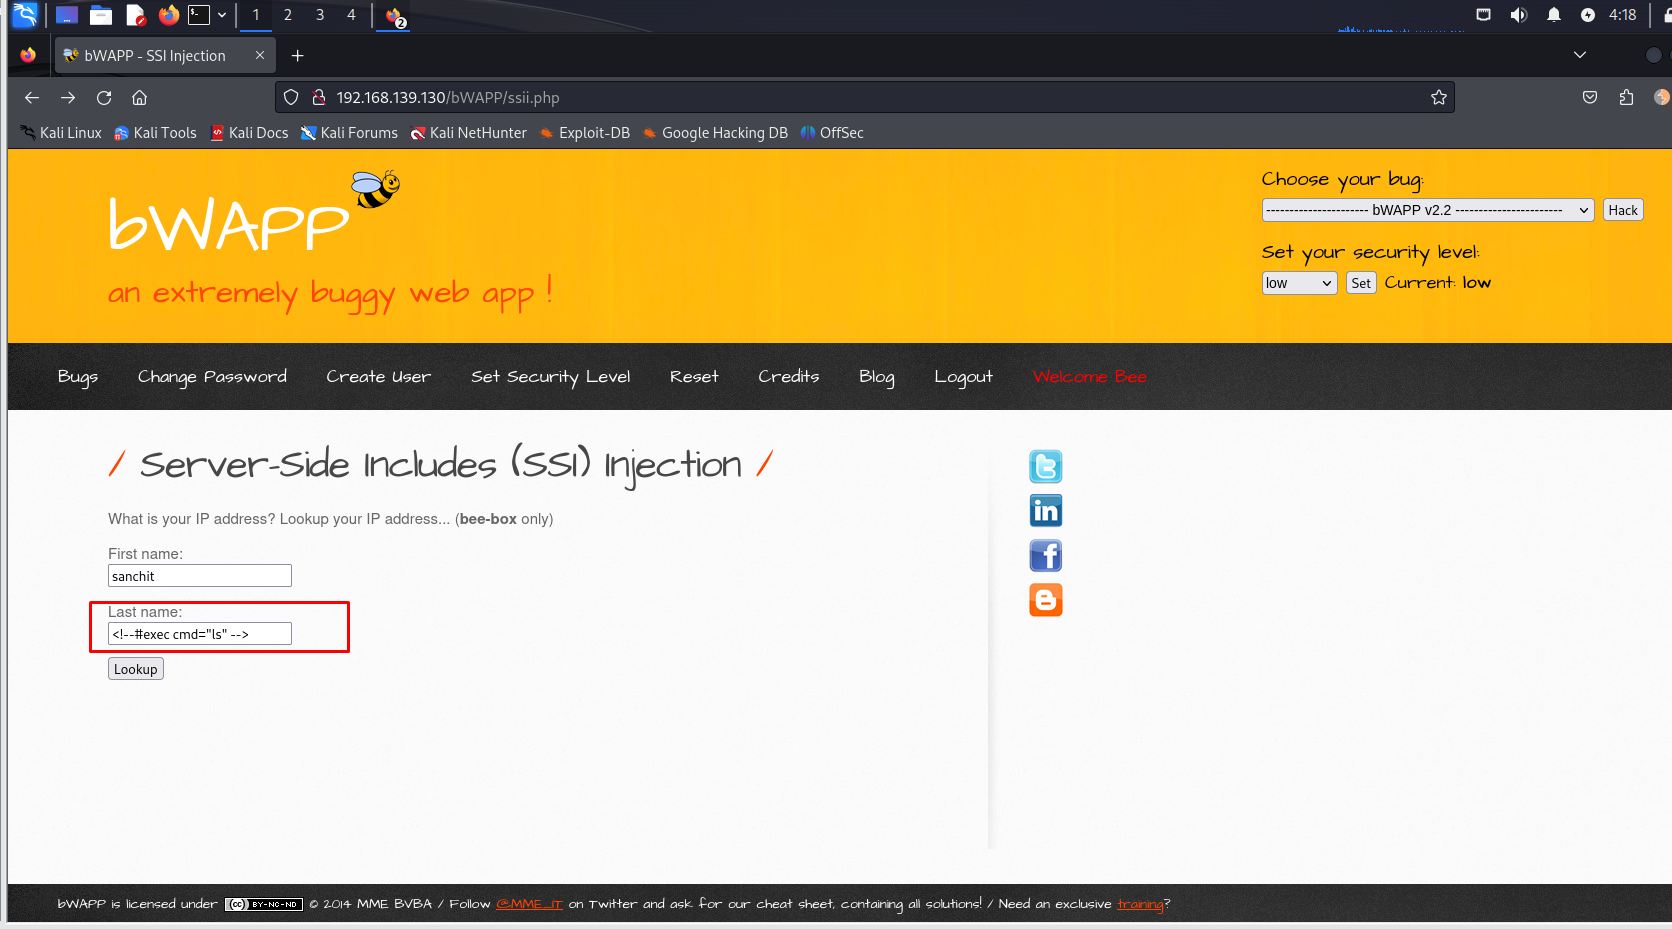 1 2 3 4 2 4:18
bWAPP - SSI Injection
192.168.139.130/bWAPP/ssii.php
Kali Linux Kali Tools Kali Docs Kali Forums Kali NetHunter Exploit-DB Google Hacking DB OffSec
bWAPP
an extremely buggy web app !
Choose your bug:
---------------------- bWAPP v2.2 ----------------------- Hack
Set your security level:
low Set Current: low
Bugs Change Password Create User Set Security Level Reset Credits Blog Logout Welcome Bee
/ Server-Side Includes (SSI) Injection /
What is your IP address? Lookup your IP address... (bee-box only)
First name:
sanchit
Last name:
<!--#exec cmd="ls" -->
Lookup
bWAPP is licensed under (cc) BY-NC-ND © 2014 MME BVBA / Follow @MME_IT on Twitter and ask for our cheat sheet, containing all solutions! / Need an exclusive training?